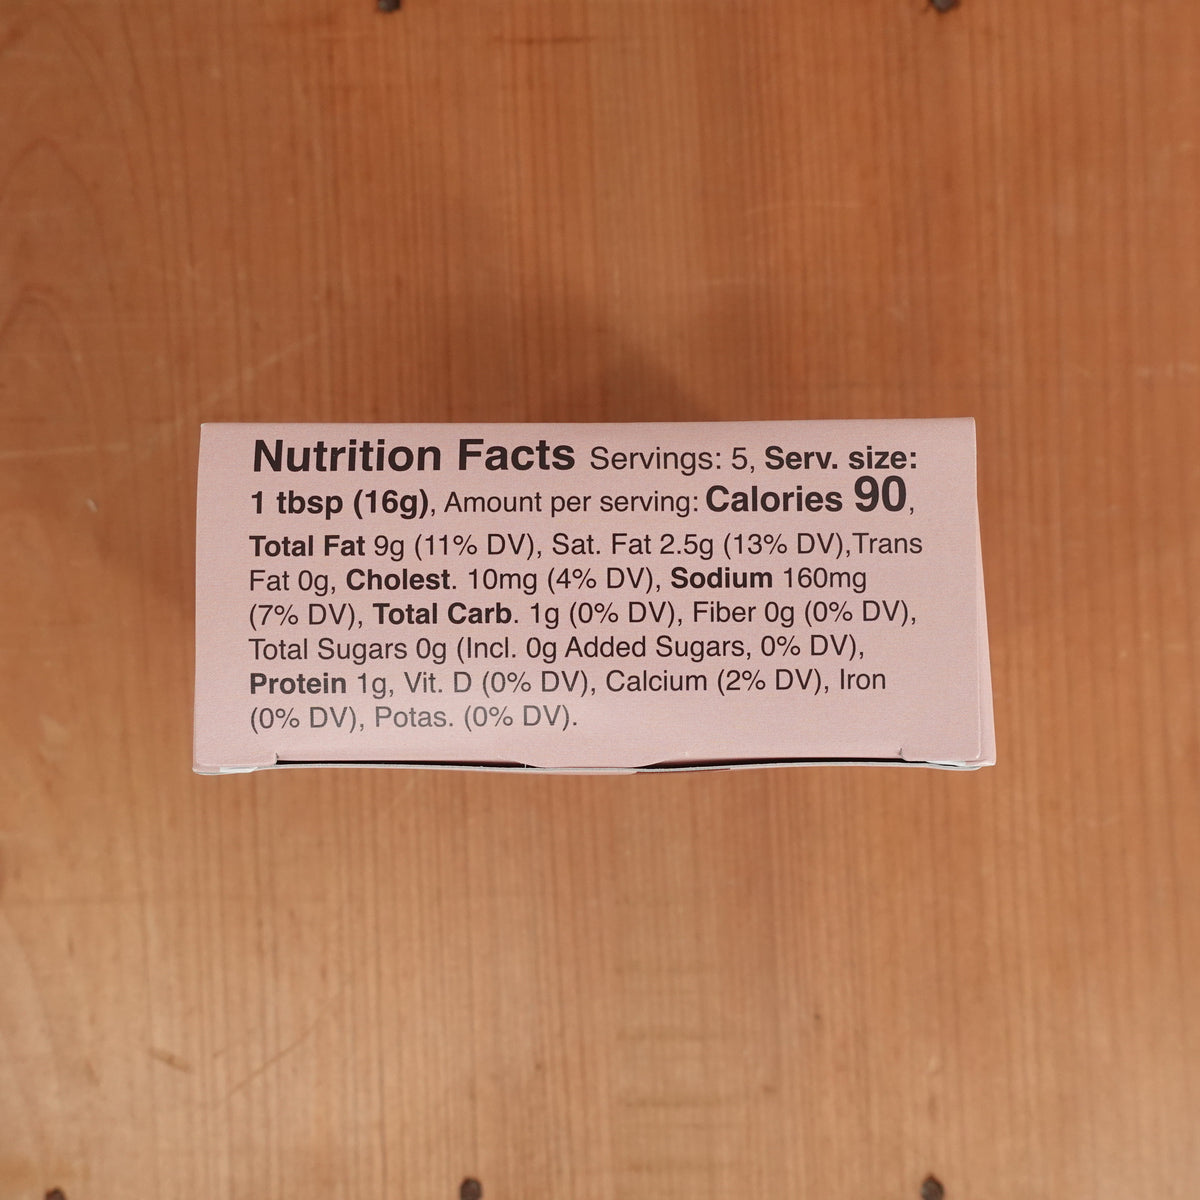 Nutrition Facts Servings: 5, Serv. size:
1 tbsp (16g), Amount per serving: Calories 90,
Total Fat 9g (11% DV), Sat. Fat 2.5g (13% DV),Trans
Fat 0g, Cholest. 10mg (4% DV), Sodium 160mg
(7% DV), Total Carb. 1g (0% DV), Fiber 0g (0% DV),
Total Sugars 0g (Incl. 0g Added Sugars, 0% DV),
Protein 1g, Vit. D (0% DV), Calcium (2% DV), Iron
(0% DV), Potas. (0% DV).